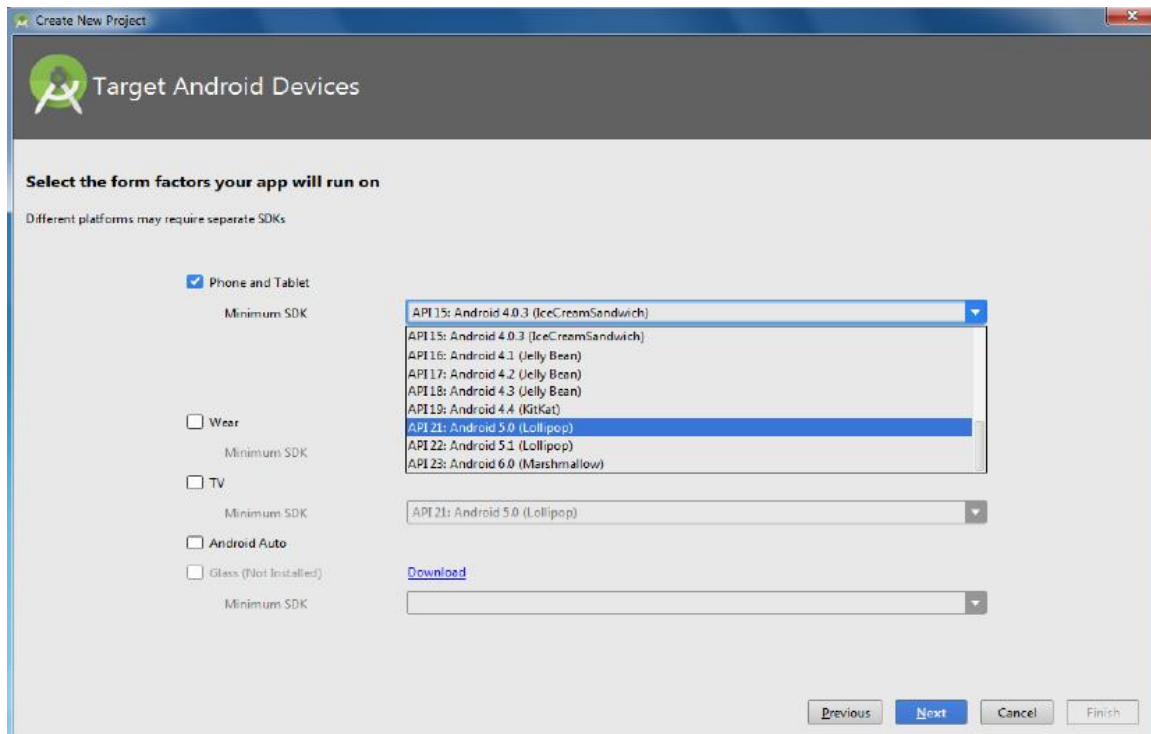 Create New Project
Target Android Devices
Select the form factors your app will run on
Different platforms may require separate SDKs
Phone and Tablet
Minimum SDK
API 15: Android 4.0.3 (IceCreamSandwich)
API 15: Android 4.0.3 (IceCreamSandwich)
API 16: Android 4.1 (Jelly Bean)
API 17: Android 4.2 (Jelly Bean)
API 18: Android 4.3 (Jelly Bean)
API 19: Android 4.4 (KitKat)
API 21: Android 5.0 (Lollipop)
API 22: Android 5.1 (Lollipop)
API 23: Android 6.0 (Marshmallow)
Wear
Minimum SDK
TV
Minimum SDK
API 21: Android 5.0 (Lollipop)
Android Auto
Glass (Not Installed)
Download
Minimum SDK
Previous
Next
Cancel
Finish